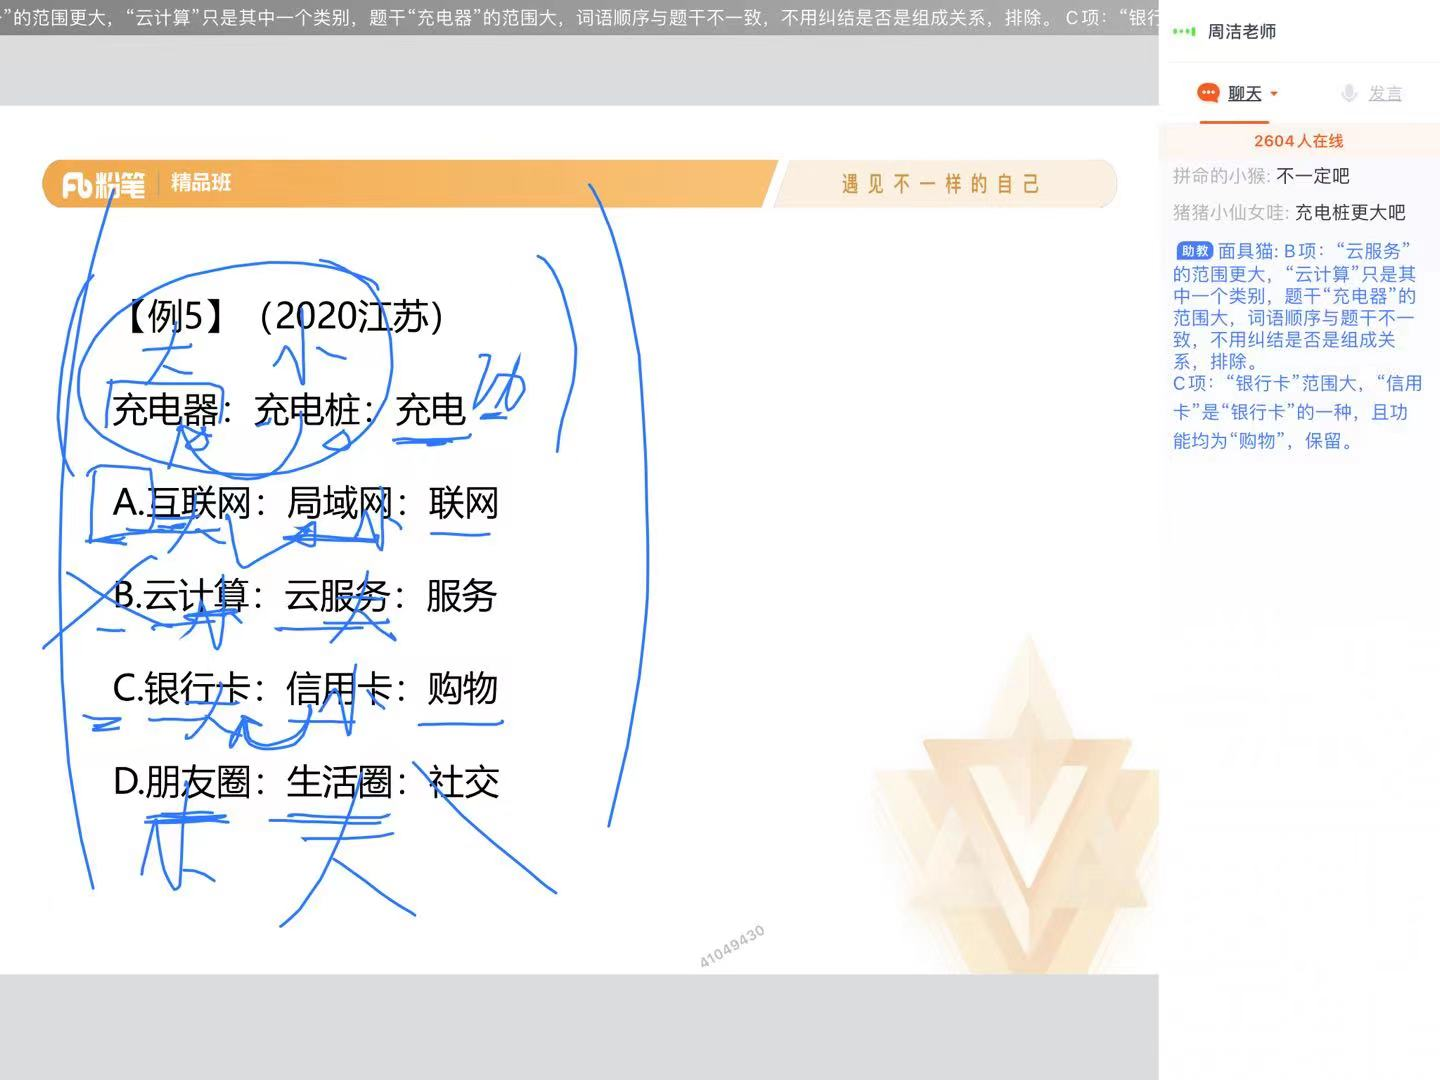 ”的范围更大，“云计算”只是其中一个类别，题干“充电器”的范围大，词语顺序与题干不一致，不用纠结是否是组成关系，排除。 C项：“银行
周洁老师
聊天
发言
2604人在线
粉笔 精品班
遇见不一样的自己
拼命的小猴: 不一定吧
猪猪小仙女哇: 充电桩更大吧
助教 面具猫: B项：“云服务”
的范围更大，“云计算”只是其
中一个类别，题干“充电器”的
范围大，词语顺序与题干不一
致，不用纠结是否是组成关
系，排除。
C项：“银行卡”范围大，“信用
卡”是“银行卡”的一种，且功
能均为“购物”，保留。
【例5】（2020江苏）
大 小
功
充电器：充电桩：充电
A.互联网：局域网：联网
大 小
B.云计算：云服务：服务
小 大
C.银行卡：信用卡：购物
大 小
D.朋友圈：生活圈：社交
小 大
41049430